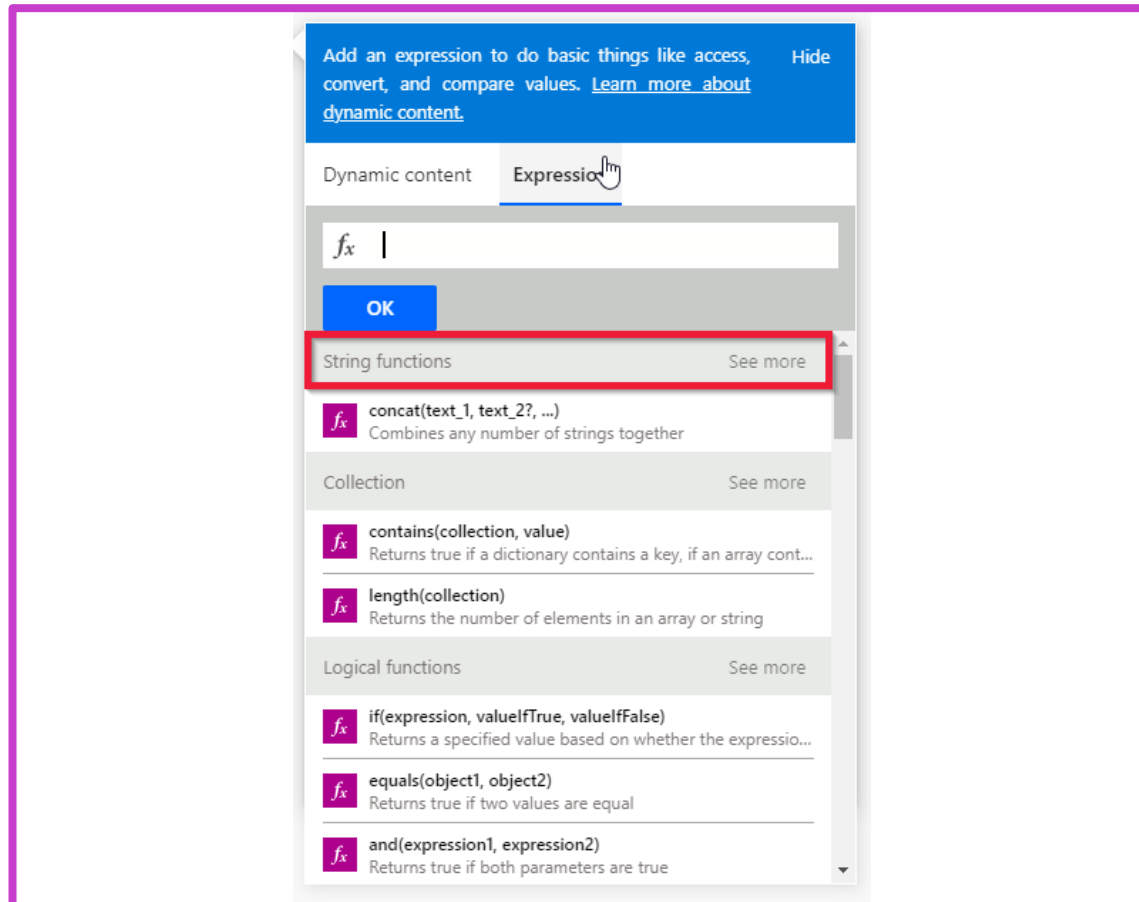 Add an expression to do basic things like access, Hide
convert, and compare values. Learn more about
dynamic content.
Dynamic content Expression
fx
OK
String functions See more
fx concat(text_1, text_2?, ...)
Combines any number of strings together
Collection See more
fx contains(collection, value)
Returns true if a dictionary contains a key, if an array cont...
fx length(collection)
Returns the number of elements in an array or string
Logical functions See more
fx if(expression, valueIfTrue, valueIfFalse)
Returns a specified value based on whether the expressio...
fx equals(object1, object2)
Returns true if two values are equal
fx and(expression1, expression2)
Returns true if both parameters are true